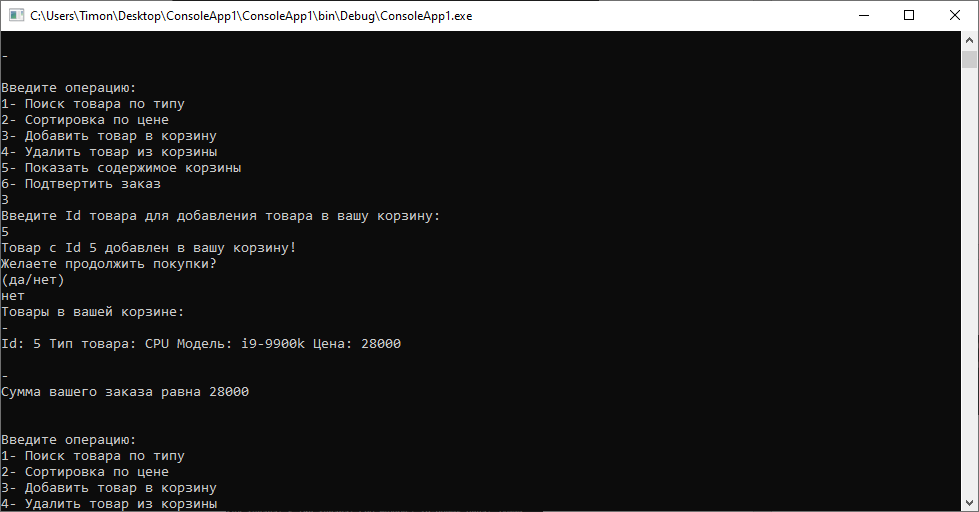 C:\Users\Timon\Desktop\ConsoleApp1\ConsoleApp1\bin\Debug\ConsoleApp1.exe
-
Введите операцию:
1- Поиск товара по типу
2- Сортировка по цене
3- Добавить товар в корзину
4- Удалить товар из корзины
5- Показать содержимое корзины
6- Подтвертить заказ
3
Введите Id товара для добавления товара в вашу корзину:
5
Товар с Id 5 добавлен в вашу корзину!
Желаете продолжить покупки?
(да/нет)
нет
Товары в вашей корзине:
-
Id: 5 Тип товара: CPU Модель: i9-9900k Цена: 28000
-
Сумма вашего заказа равна 28000
Введите операцию:
1- Поиск товара по типу
2- Сортировка по цене
3- Добавить товар в корзину
4- Удалить товар из корзины